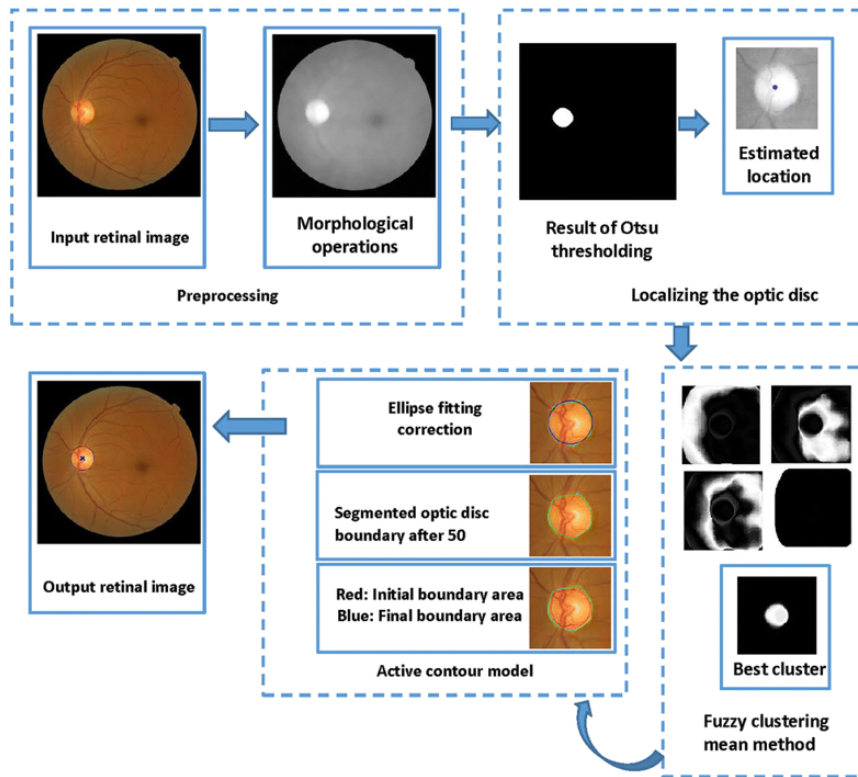 Input retinal image
Morphological
operations
Preprocessing
Result of Otsu
thresholding
Estimated
location
Localizing the optic disc
Best cluster
Fuzzy clustering
mean method
Ellipse fitting
correction
Segmented optic disc
boundary after 50
Red: Initial boundary area
Blue: Final boundary area
Active contour model
Output retinal image